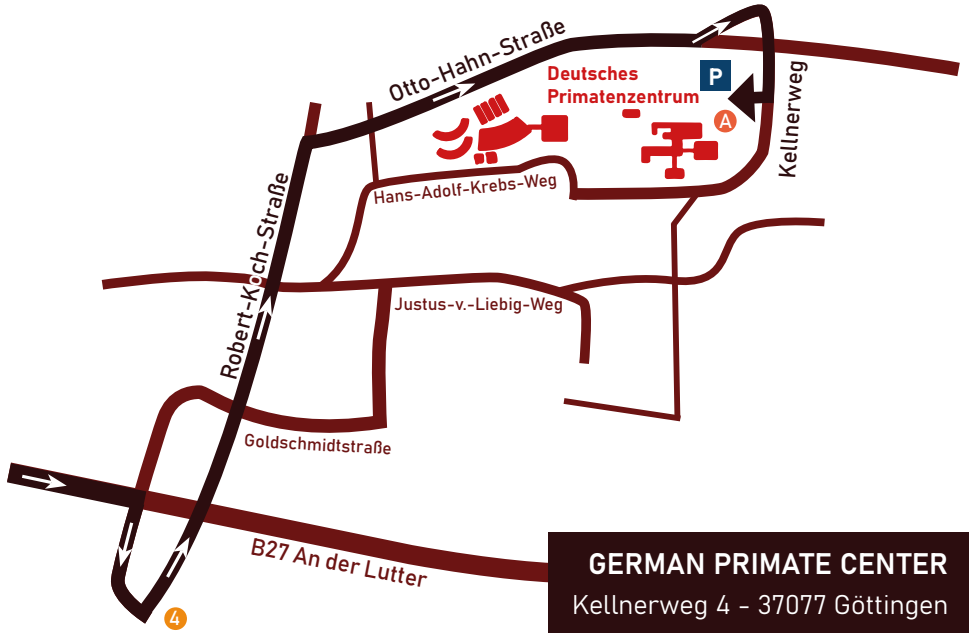 Otto-Hahn-Straße
Deutsches
Primatenzentrum
P
A
Kellnerweg
Hans-Adolf-Krebs-Weg
Robert-Koch-Straße
Justus-v.-Liebig-Weg
Goldschmidtstraße
B27 An der Lutter
4
GERMAN PRIMATE CENTER
Kellnerweg 4 - 37077 Göttingen